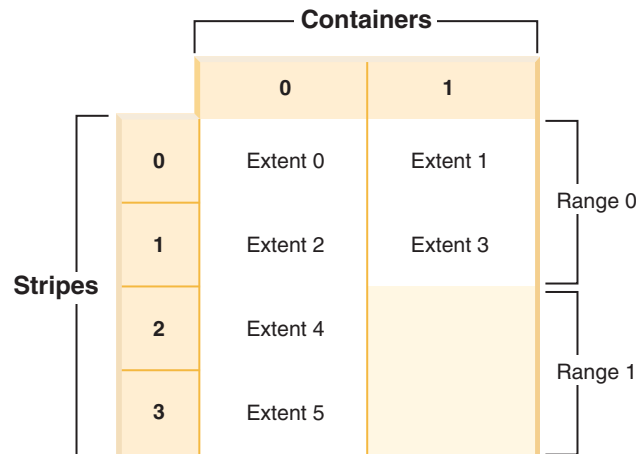 Containers
0 1
0 Extent 0 Extent 1
Range 0
1 Extent 2 Extent 3
Stripes
2 Extent 4
Range 1
3 Extent 5